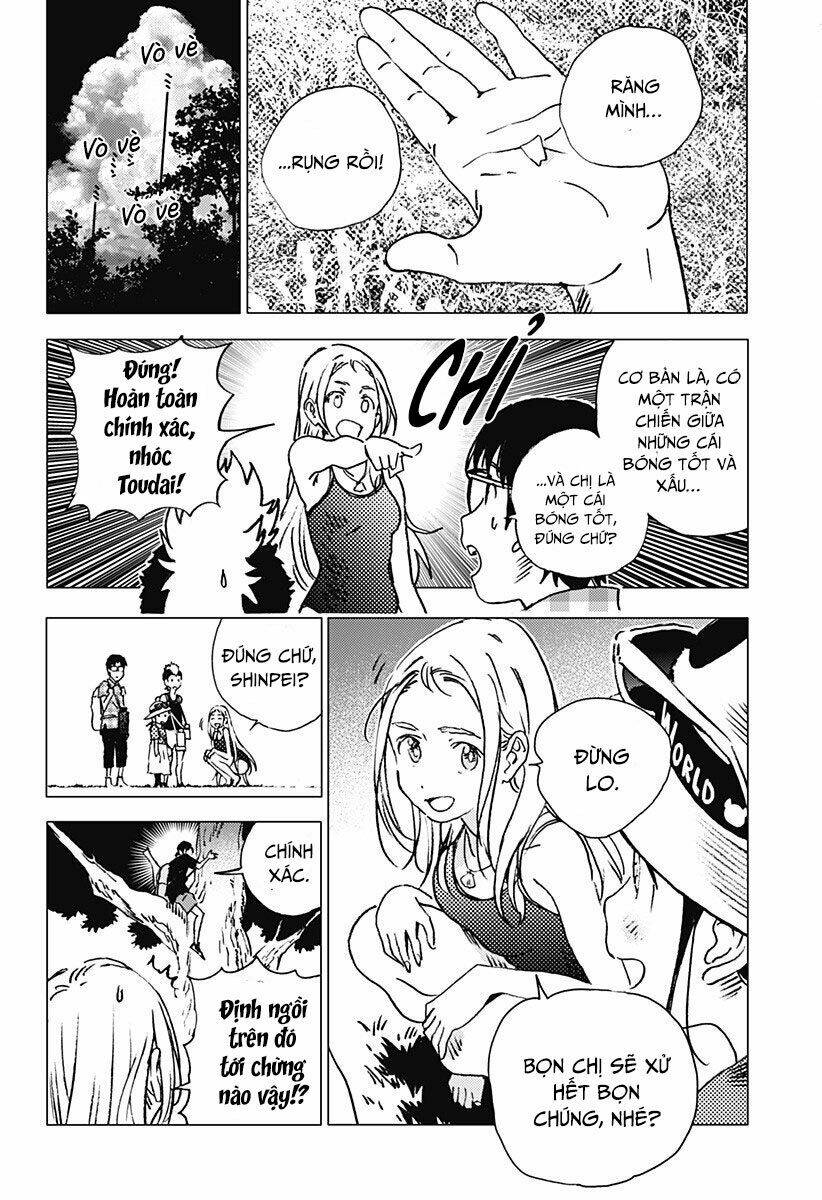 RĂNG
MÌNH...
...RỤNG RỒI!
Vò vè
Vò vè
Vò vè
CƠ BẢN LÀ, CÓ
MỘT TRẬN
CHIẾN GIỮA
NHỮNG CÁI
BÓNG TỐT VÀ
XẤU...
...VÀ CHỊ LÀ
MỘT CÁI
BÓNG TỐT,
ĐÚNG CHỨ?
CHỈ
Đúng!
Hoàn toàn
chính xác,
nhóc
Toudai!
ĐÚNG CHỨ,
SHINPEI?
CHÍNH
XÁC.
Định ngồi
trên đó
tới chừng
nào vậy!?
WORLD
ĐỪNG
LO.
BỌN CHỊ SẼ XỬ
HẾT BỌN
CHÚNG, NHÉ?